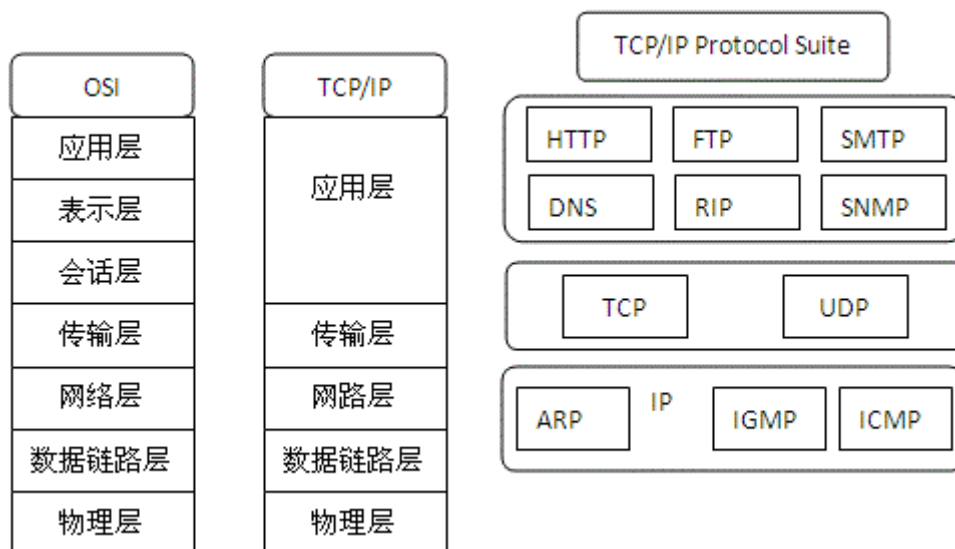 OSI
应用层
表示层
会话层
传输层
网络层
数据链路层
物理层
TCP/IP
应用层
传输层
网路层
数据链路层
物理层
TCP/IP Protocol Suite
HTTP FTP SMTP
DNS RIP SNMP
TCP UDP
ARP IP IGMP ICMP